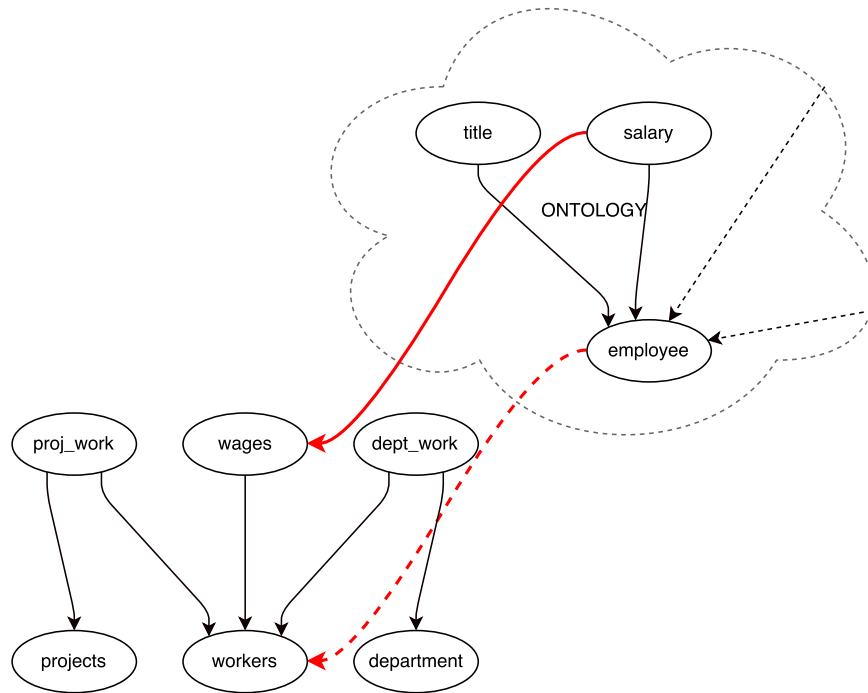 title
salary
ONTOLOGY
employee
proj_work
wages
dept_work
projects
workers
department